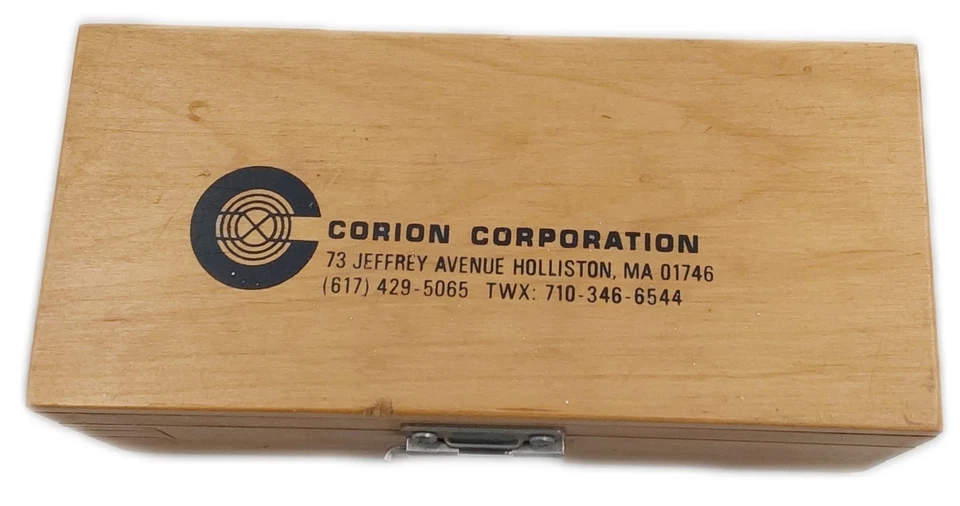 CORION CORPORATION
73 JEFFREY AVENUE HOLLISTON, MA 01746
(617) 429-5065 TWX: 710-346-6544